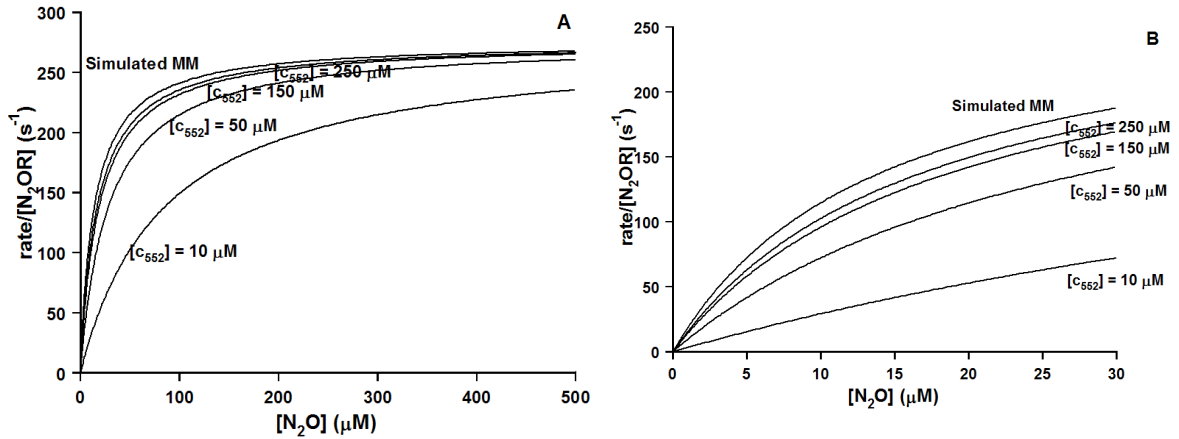 A
300
250
200
150
100
50
0
rate/[N₂OR] (s⁻¹)
Simulated MM
[c₅₅₂] = 250 µM
[c₅₅₂] = 150 µM
[c₅₅₂] = 50 µM
[c₅₅₂] = 10 µM
0 100 200 300 400 500
[N₂O] (µM)
B
250
200
150
100
50
0
rate/[N₂OR] (s⁻¹)
Simulated MM
[c₅₅₂] = 250 µM
[c₅₅₂] = 150 µM
[c₅₅₂] = 50 µM
[c₅₅₂] = 10 µM
0 5 10 15 20 25 30
[N₂O] (µM)